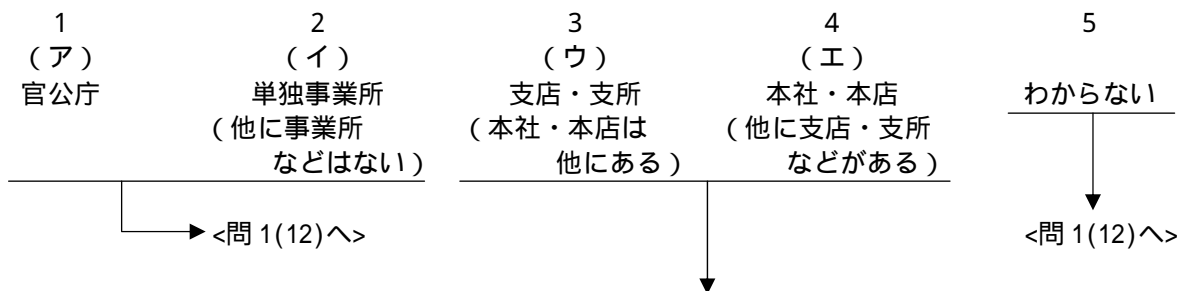 1 2 3 4 5
(ア) (イ) (ウ) (エ)
官公庁 単独事業所 支店・支所 本社・本店 わからない
(他に事業所 (本社・本店は (他に支店・支所
などはない) 他にある) などがある)
<問1(12)へ> <問1(12)へ>